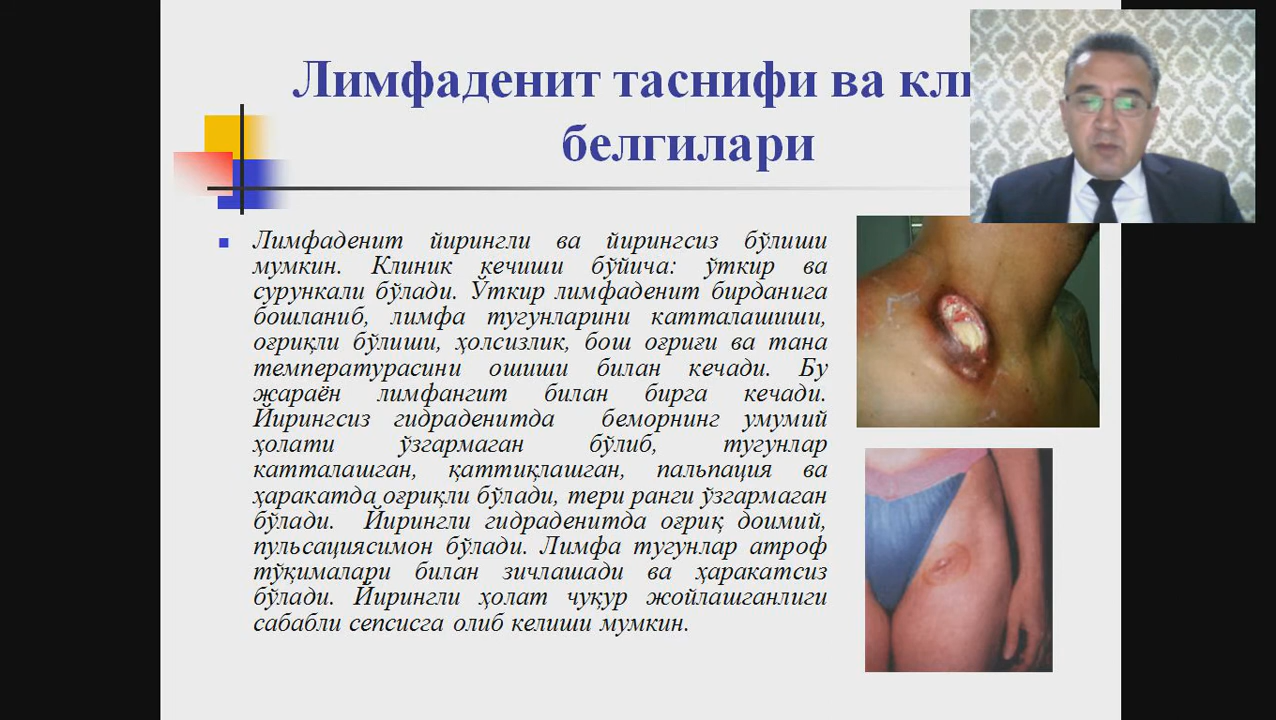 Лимфаденит таснифи ва кли
белгилари
Лимфаденит йирингли ва йирингсиз бўлиши
мумкин. Клиник кечиши бўйича: ўткир ва
сурункали бўлади. Ўткир лимфаденит бирданига
бошланиб, лимфа тугунларини катталашиши,
оғриқли бўлиши, ҳолсизлик, бош оғриғи ва тана
температурасини ошиши билан кечади. Бу
жараён лимфангит билан бирга кечади.
Йирингсиз гидраденитда беморнинг умумий
ҳолати ўзгармаган бўлиб, тугунлар
катталашган, қаттиқлашган, пальпация ва
ҳаракатда оғриқли бўлади, тери ранги ўзгармаган
бўлади. Йирингли гидраденитда оғриқ доимий,
пульсациясимон бўлади. Лимфа тугунлар атроф
тўқималари билан зичлашади ва ҳаракатсиз
бўлади. Йирингли ҳолат чуқур жойлашганлиги
сабабли сепсисга олиб келиши мумкин.